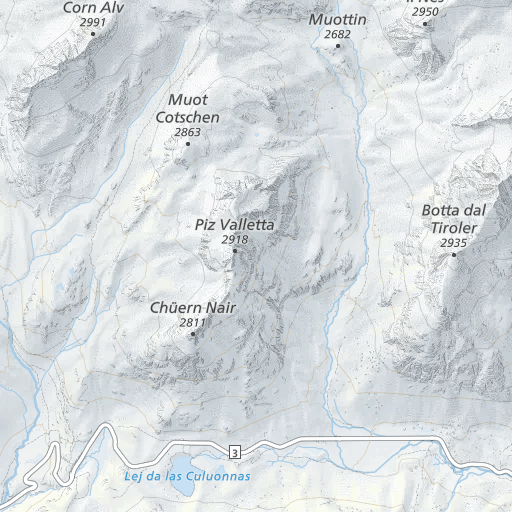 Corn Alv
2991
Muottin
2682
2950
Muot
Cotschen
2863
Botta dal
Tiroler
2935
Piz Valletta
2918
Chüern Nair
2811
3
Lej da las Culuonnas